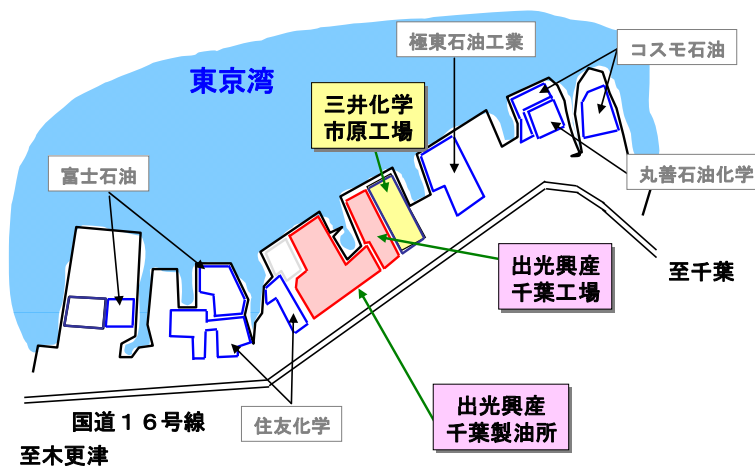 極東石油工業
コスモ石油
東京湾
三井化学
市原工場
富士石油
丸善石油化学
出光興産
千葉工場
至千葉
出光興産
千葉製油所
国道１６号線
住友化学
至木更津